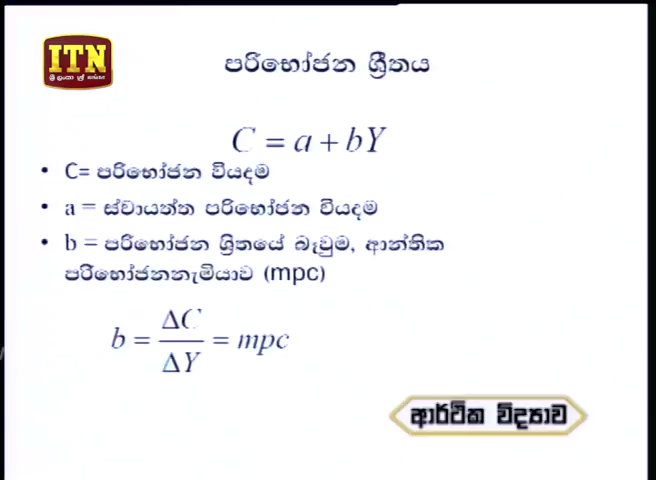 ITN
පරිභෝජන ශ්‍රිතය
C = a + bY
• C= පරිභෝජන වියදම
• a = ස්වායත්ත පරිභෝජන වියදම
• b = පරිභෝජන ශ්‍රිතයේ බෑවුම, ආන්තික
පරිභෝජනනැමියාව (mpc)
b = ΔC/ΔY = mpc
ආර්ථික විද්‍යාව